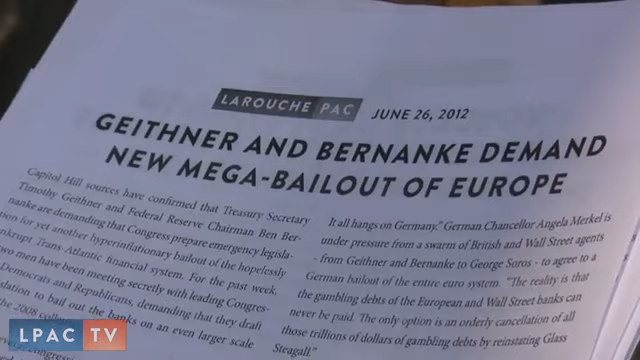 LAROUCHE PAC JUNE 26, 2012
GEITHNER AND BERNANKE DEMAND
NEW MEGA-BAILOUT OF EUROPE
Capitol Hill sources have confirmed that Treasury Secretary
Timothy Geithner and Federal Reserve Chairman Ben Ber-
nanke are demanding that Congress prepare emergency legisla-
tion for yet another hyperinflationary bailout of the hopelessly
nkrupt Trans-Atlantic financial system. For the past week,
wo men have been meeting secretly with leading Congres-
Democrats and Republicans, demanding that they draft
slation to bail out the banks on an even larger scale
he 2008
It all hangs on Germany." German Chancellor Angela Merkel is
under pressure from a swarm of British and Wall Street agents
- from Geithner and Bernanke to George Soros - to agree to a
German bailout of the entire euro system. "The reality is that
the gambling debts of the European and Wall Street banks can
never be paid. The only option is an orderly cancellation of all
those trillions of dollars of gambling debts by reinstating Glass
Steagall."
LPAC TV